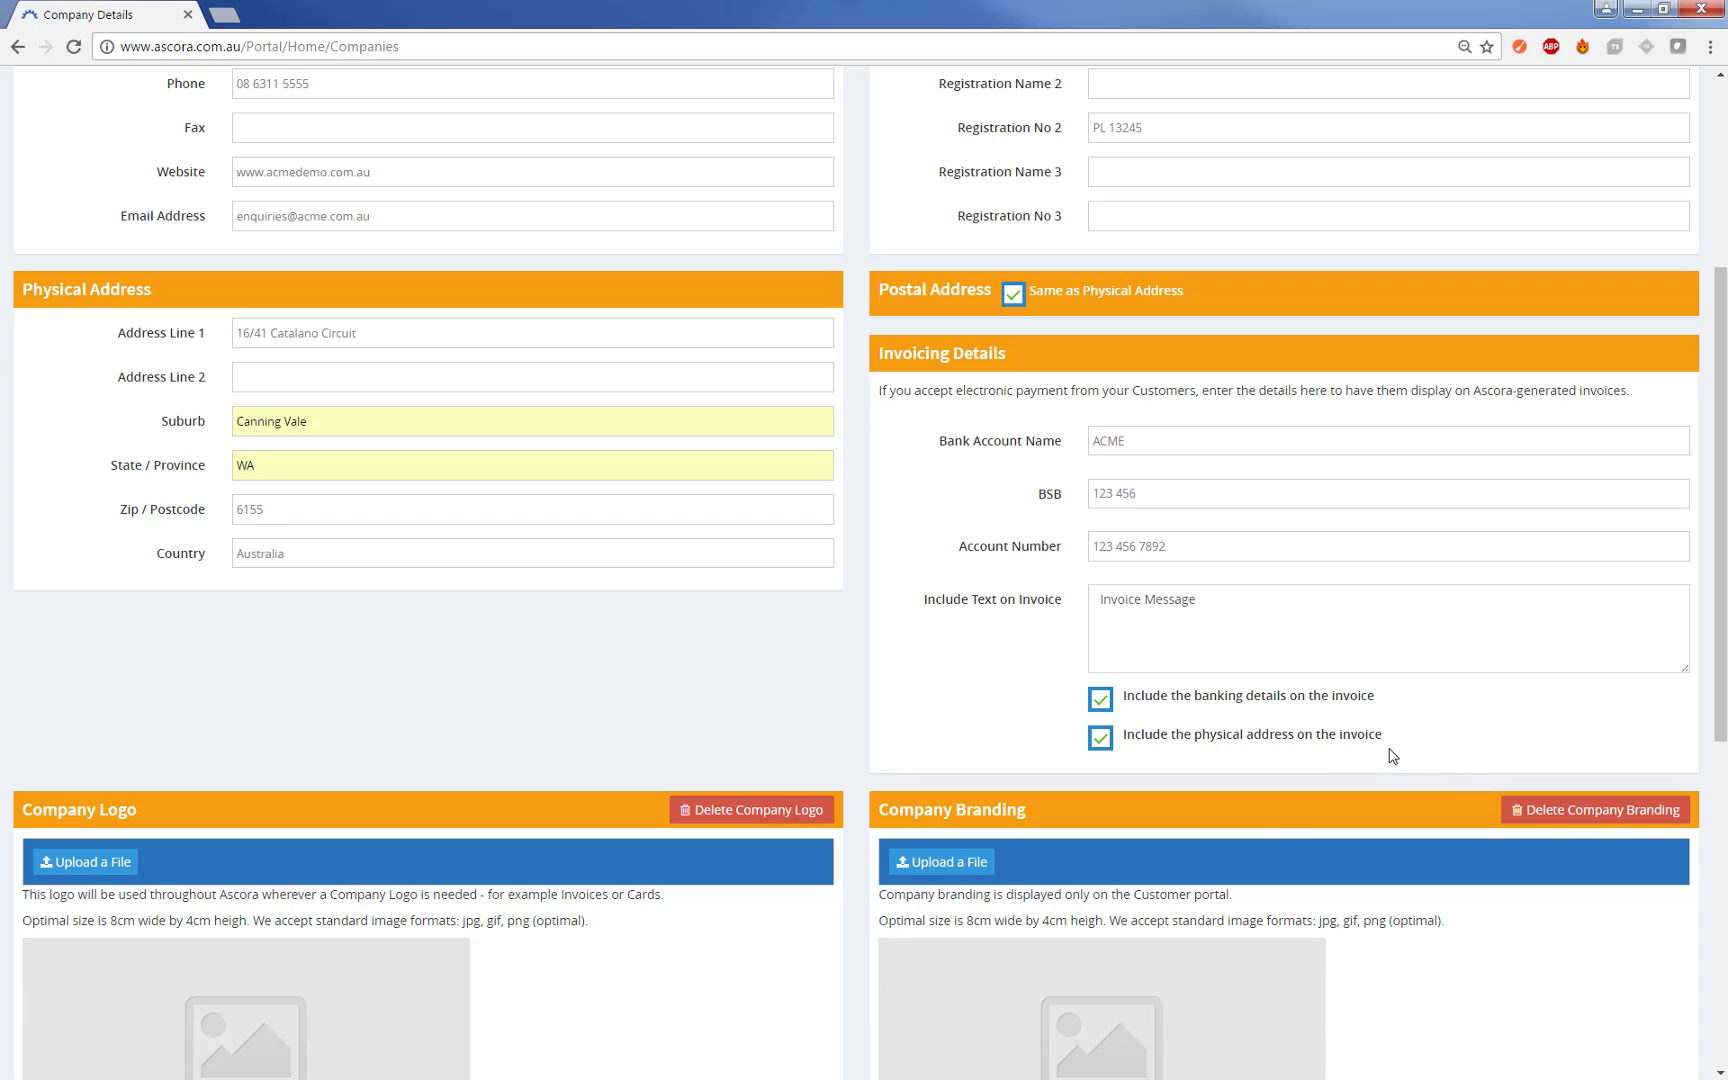 Company Details
www.ascora.com.au/Portal/Home/Companies
ABP
TS
Phone 08 6311 5555
Fax
Website www.acmedemo.com.au
Email Address enquiries@acme.com.au
Registration Name 2
Registration No 2 PL 13245
Registration Name 3
Registration No 3
Physical Address
Address Line 1 16/41 Catalano Circuit
Address Line 2
Suburb Canning Vale
State / Province WA
Zip / Postcode 6155
Country Australia
Postal Address Same as Physical Address
Invoicing Details
If you accept electronic payment from your Customers, enter the details here to have them display on Ascora-generated invoices.
Bank Account Name ACME
BSB 123 456
Account Number 123 456 7892
Include Text on Invoice Invoice Message
Include the banking details on the invoice
Include the physical address on the invoice
Company Logo Delete Company Logo
Upload a File
This logo will be used throughout Ascora wherever a Company Logo is needed - for example Invoices or Cards.
Optimal size is 8cm wide by 4cm heigh. We accept standard image formats: jpg, gif, png (optimal).
Company Branding Delete Company Branding
Upload a File
Company branding is displayed only on the Customer portal.
Optimal size is 8cm wide by 4cm heigh. We accept standard image formats: jpg, gif, png (optimal).